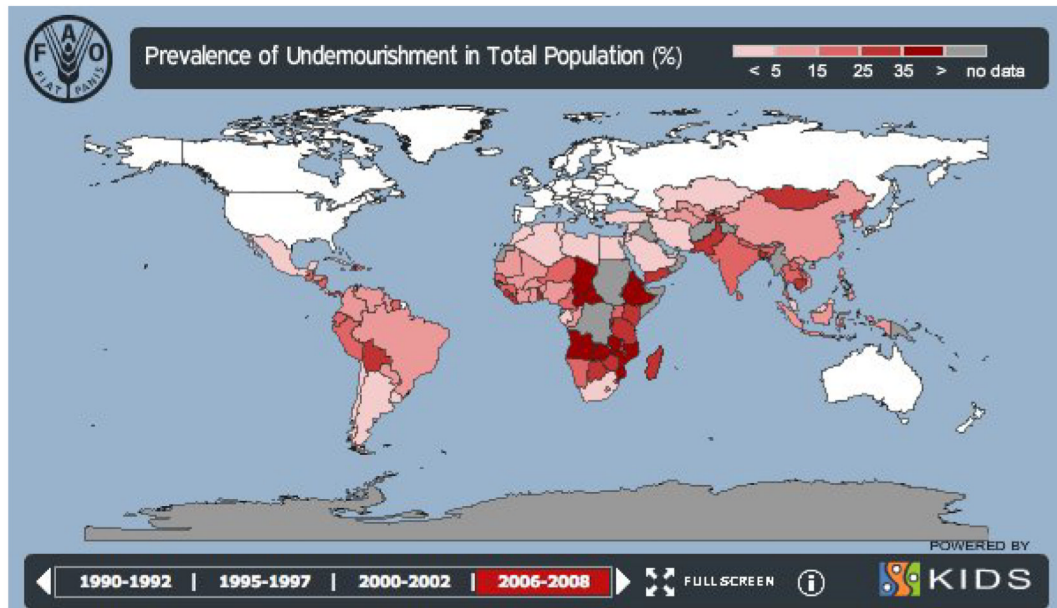 F A O
FIAT PANIS
Prevalence of Undernourishment in Total Population (%)
< 5 15 25 35 > no data
POWERED BY
1990-1992 | 1995-1997 | 2000-2002 | 2006-2008
FULLSCREEN
i
KIDS